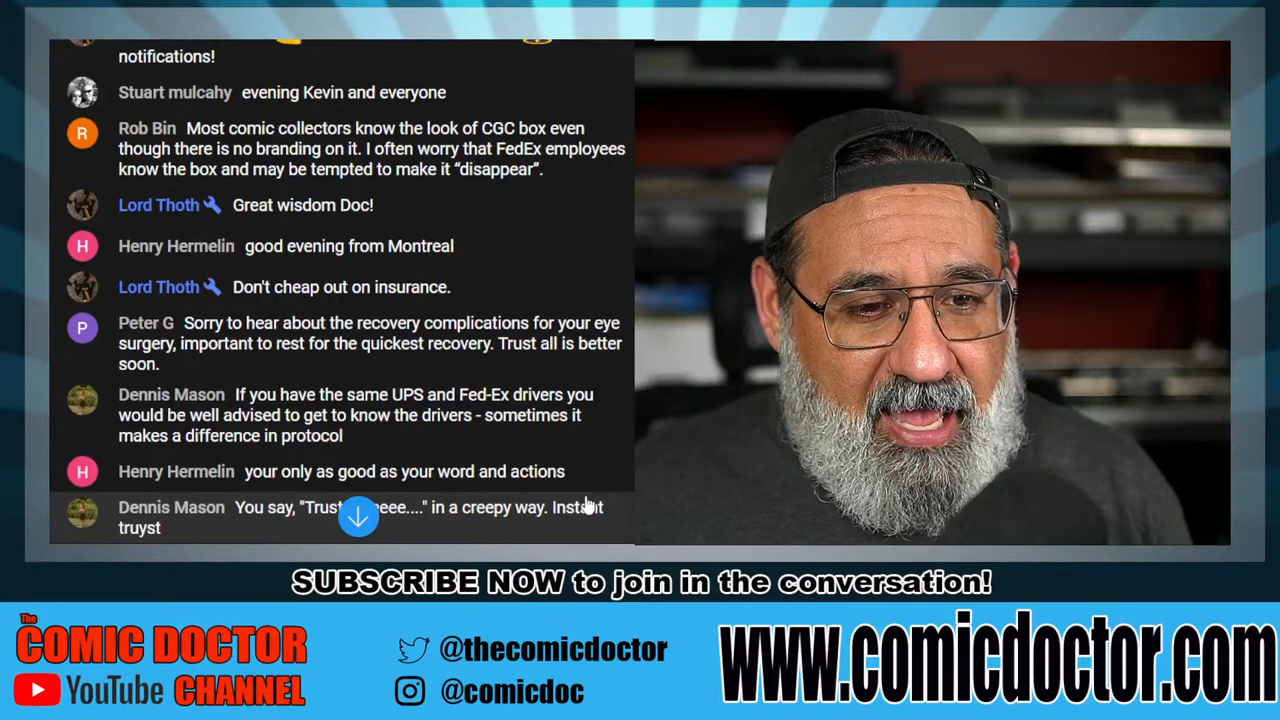 notifications!
Stuart mulcahy evening Kevin and everyone
R Rob Bin Most comic collectors know the look of CGC box even
though there is no branding on it. I often worry that FedEx employees
know the box and may be tempted to make it “disappear”.
Lord Thoth Great wisdom Doc!
H Henry Hermelin good evening from Montreal
Lord Thoth Don't cheap out on insurance.
P Peter G Sorry to hear about the recovery complications for your eye
surgery, important to rest for the quickest recovery. Trust all is better
soon.
Dennis Mason If you have the same UPS and Fed-Ex drivers you
would be well advised to get to know the drivers - sometimes it
makes a difference in protocol
H Henry Hermelin your only as good as your word and actions
Dennis Mason You say, "Trust in a creepy way.
truyst
SUBSCRIBE NOW to join in the conversation!
The
COMIC DOCTOR
YouTube CHANNEL
@thecomicdoctor
@comicdoc
www.comicdoctor.com